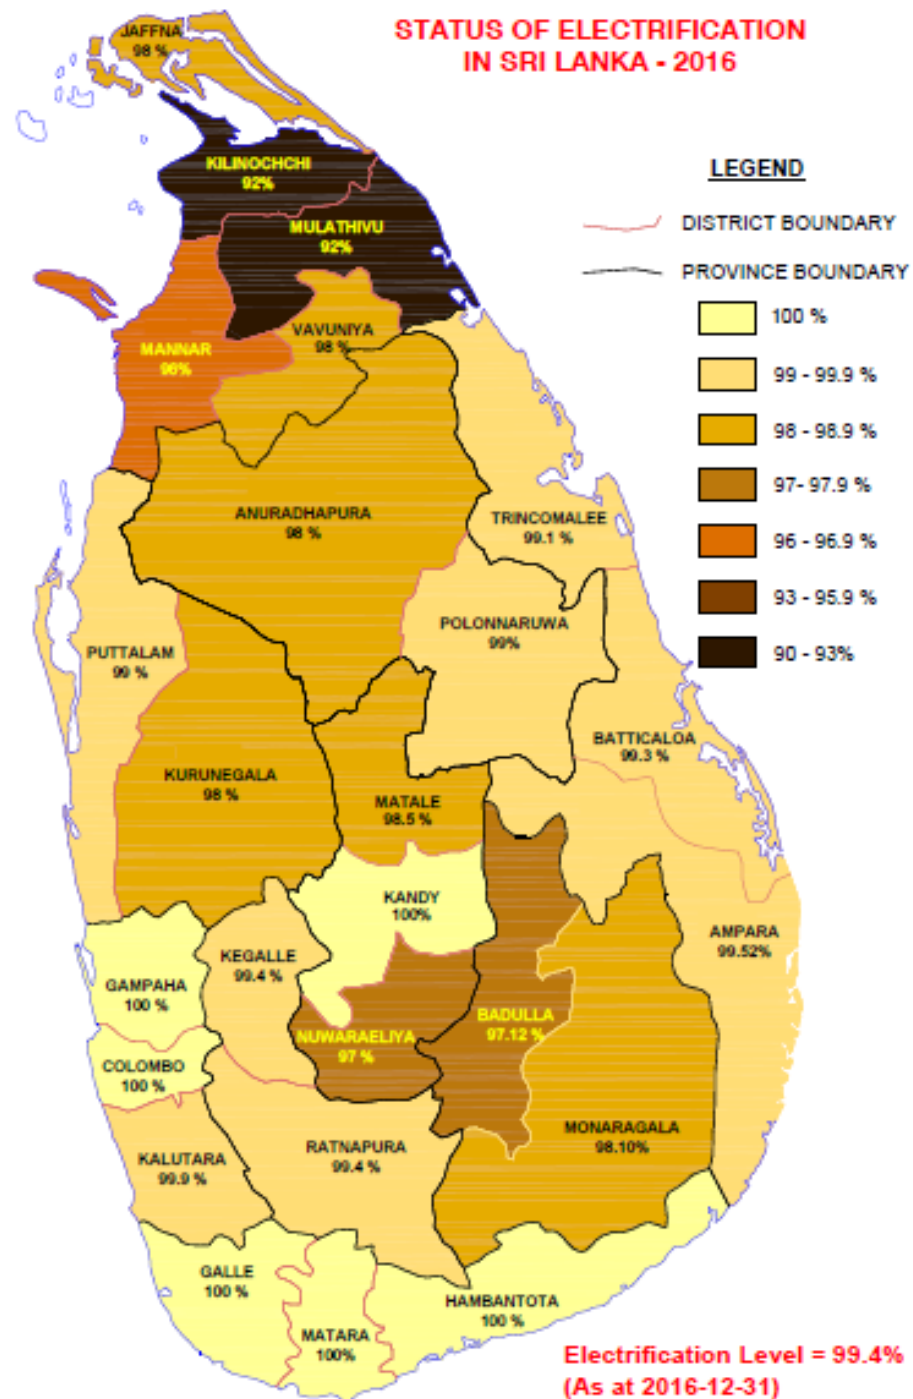 STATUS OF ELECTRIFICATION
IN SRI LANKA - 2016
JAFFNA
98 %
KILINOCHCHI
92%
MULATHIVU
92%
VAVUNIYA
98 %
MANNAR
96%
LEGEND
DISTRICT BOUNDARY
PROVINCE BOUNDARY
100 %
99 - 99.9 %
98 - 98.9 %
97- 97.9 %
96 - 96.9 %
93 - 95.9 %
90 - 93%
ANURADHAPURA
98 %
TRINCOMALEE
99.1 %
POLONNARUWA
99%
PUTTALAM
99 %
BATTICALOA
99.3 %
KURUNEGALA
98 %
MATALE
98.5 %
KANDY
100%
AMPARA
99.52%
KEGALLE
99.4 %
GAMPAHA
100 %
NUWARAELIYA
97 %
BADULLA
97.12 %
COLOMBO
100 %
MONARAGALA
98.10%
RATNAPURA
99.4 %
KALUTARA
99.9 %
GALLE
100 %
HAMBANTOTA
100 %
MATARA
100%
Electrification Level = 99.4%
(As at 2016-12-31)